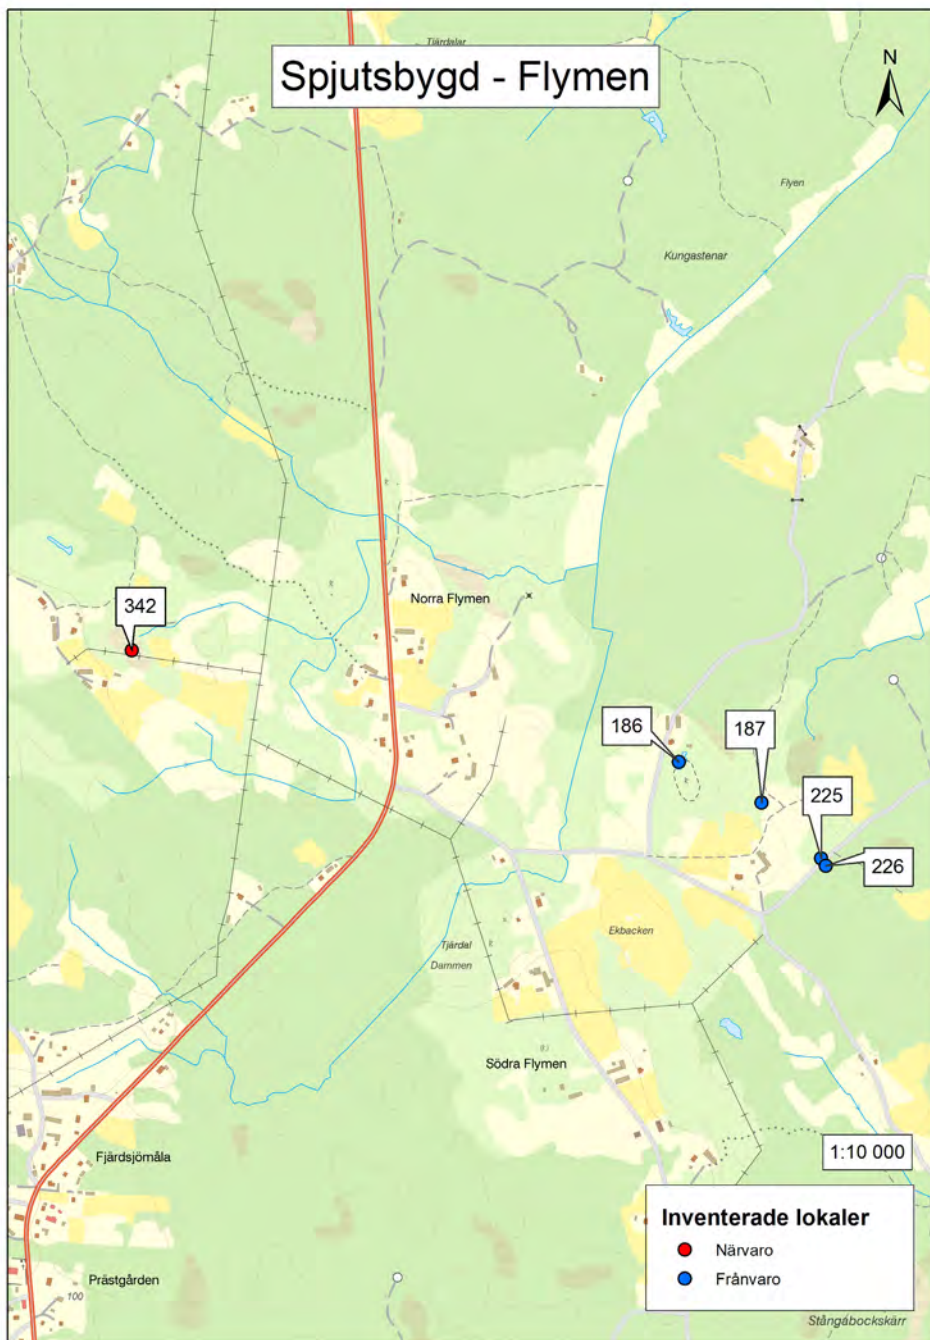 Tjärdalar
Spjutsbygd - Flymen
N
Flyen
Kungastenar
342
Norra Flymen
186
187
225
226
Ekbacken
Tjärdal
Dammen
Södra Flymen
Fjärdsjömåla
1:10 000
Inventerade lokaler
Närvaro
Frånvaro
Prästgården
100
Stångabockskärr